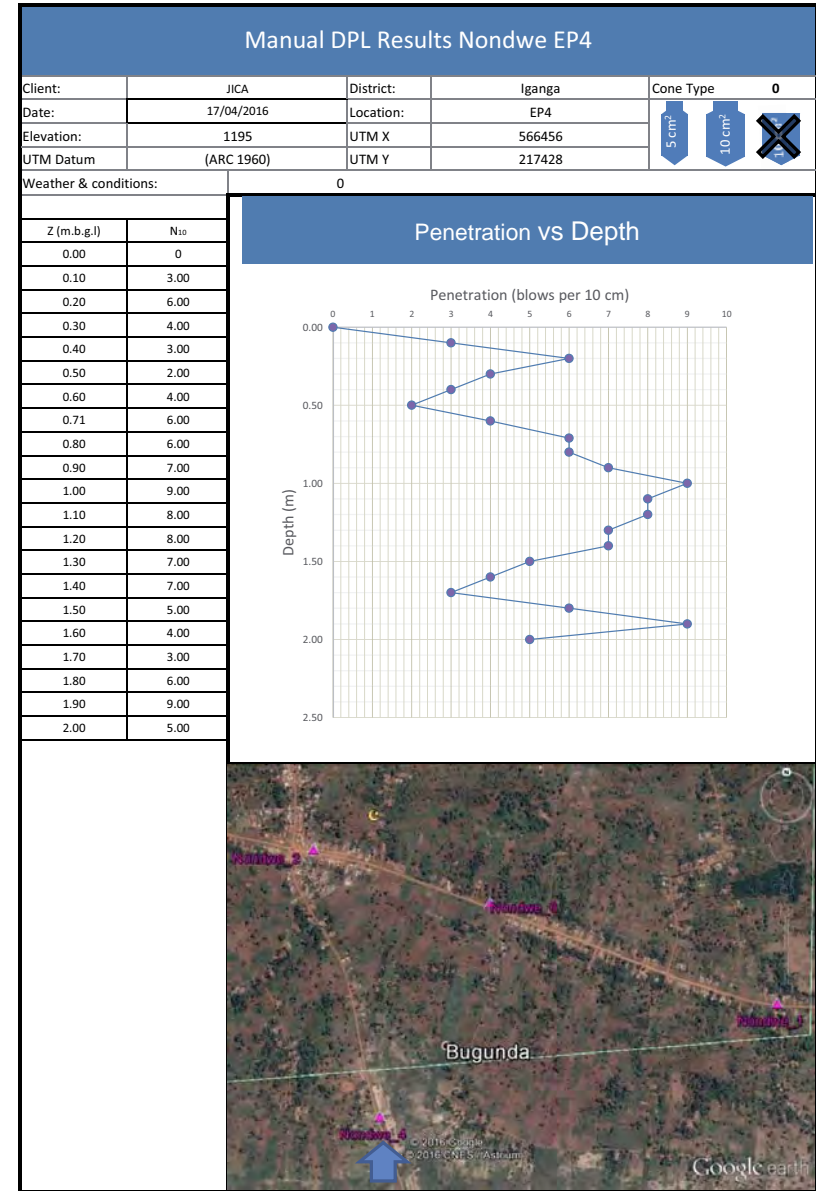 Manual DPL Results Nondwe EP4
Client: JICA District: Iganga Cone Type 0
Date: 17/04/2016 Location: EP4
Elevation: 1195 UTM X 566456
UTM Datum (ARC 1960) UTM Y 217428
5 cm²
10 cm²
Weather & conditions: 0
Z (m.b.g.l) N10
0.00 0
0.10 3.00
0.20 6.00
0.30 4.00
0.40 3.00
0.50 2.00
0.60 4.00
0.71 6.00
0.80 6.00
0.90 7.00
1.00 9.00
1.10 8.00
1.20 8.00
1.30 7.00
1.40 7.00
1.50 5.00
1.60 4.00
1.70 3.00
1.80 6.00
1.90 9.00
2.00 5.00
Penetration vs Depth
Penetration (blows per 10 cm)
0 1 2 3 4 5 6 7 8 9 10
0.00
0.50
1.00
1.50
2.00
2.50
Depth (m)
N
Nondwe_2
Nondwe_1
Bugunda
Nondwe_4
© 2016 Google
© 2016 CNES / Astrium
Google earth